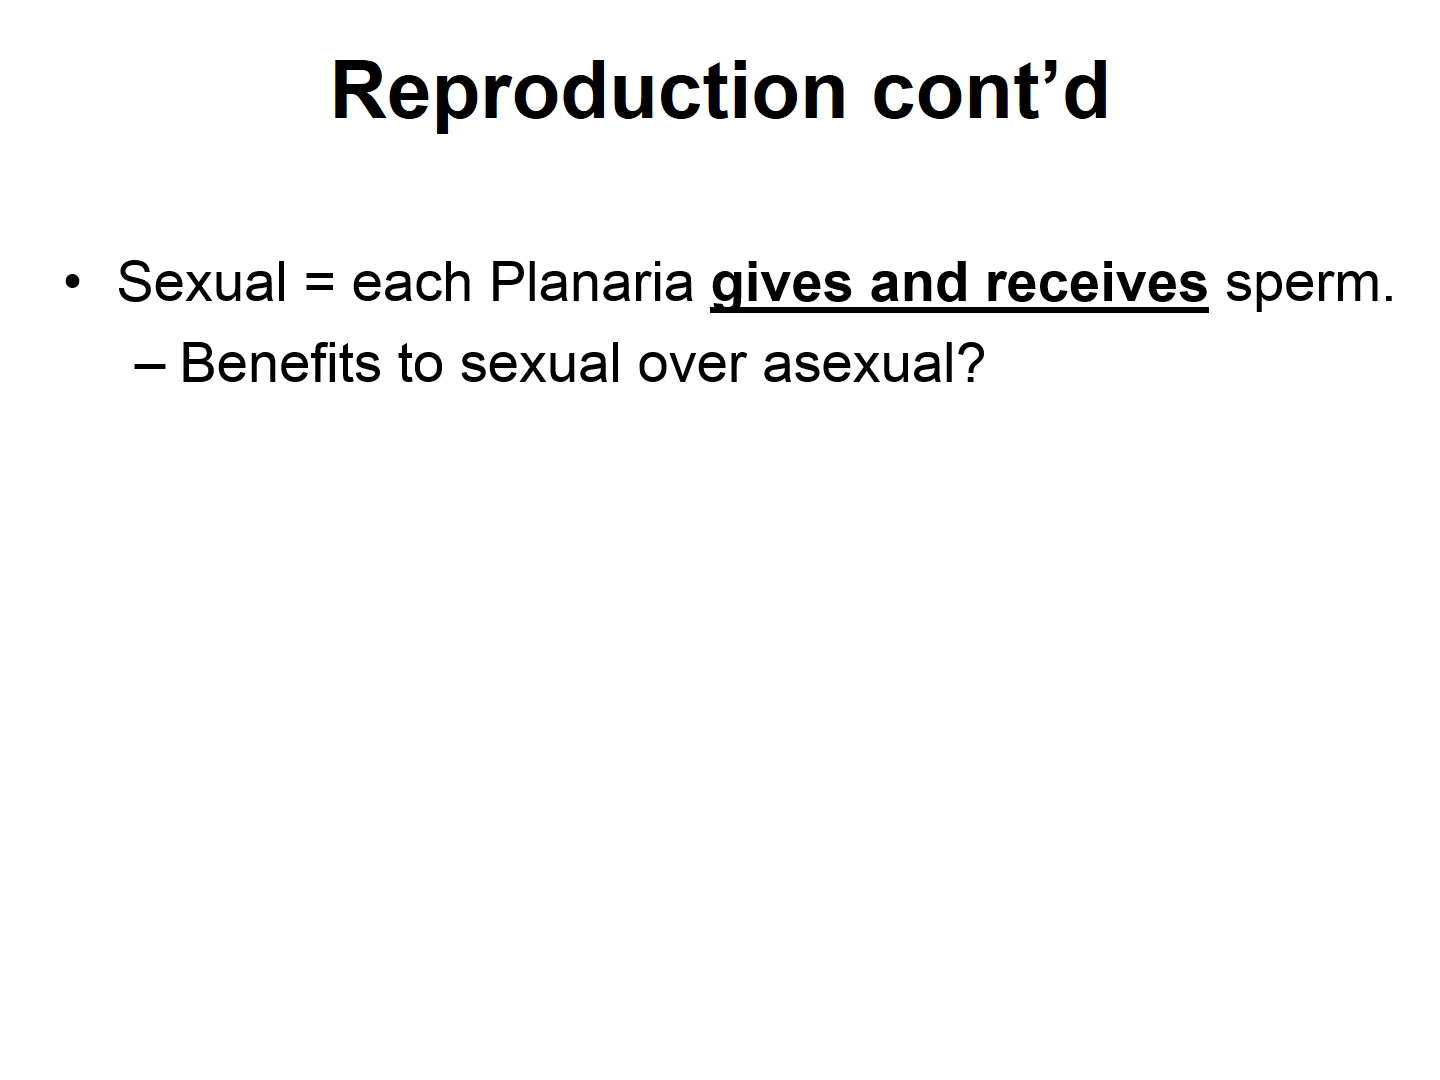 Reproduction cont’d
• Sexual = each Planaria gives and receives sperm.
– Benefits to sexual over asexual?